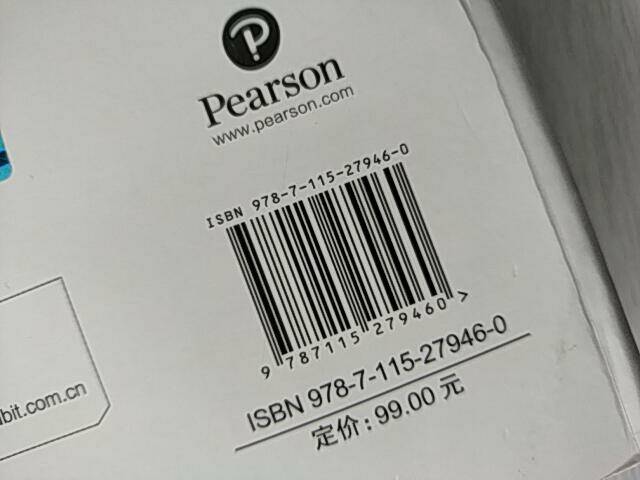 Pearson
www.pearson.com
ISBN 978-7-115-27946-0
9 787115 279460 >
ISBN 978-7-115-27946-0
定价:99.00 元
bit.com.cn